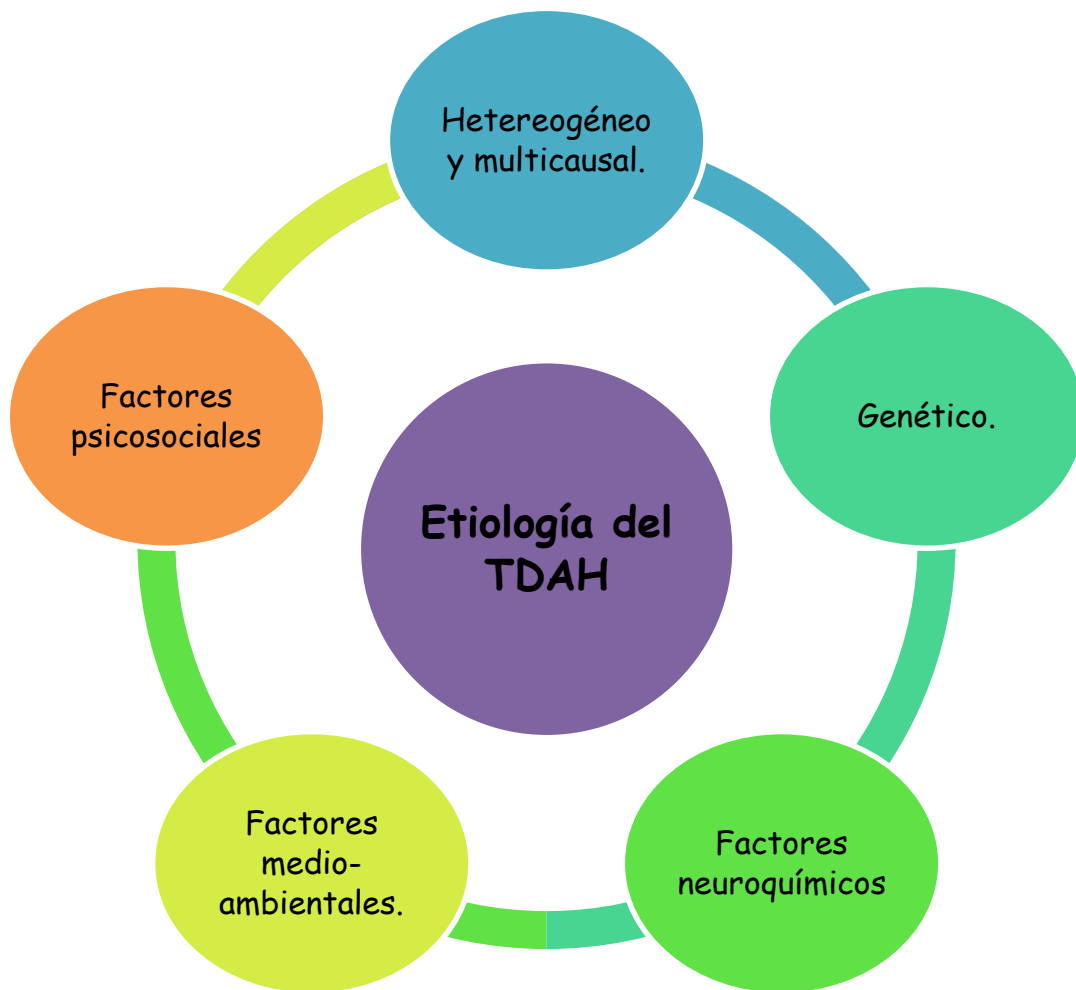 Hetereogéneo
y multicausal.
Genético.
Factores
neuroquímicos
Factores
medio-
ambientales.
Factores
psicosociales
Etiología del
TDAH